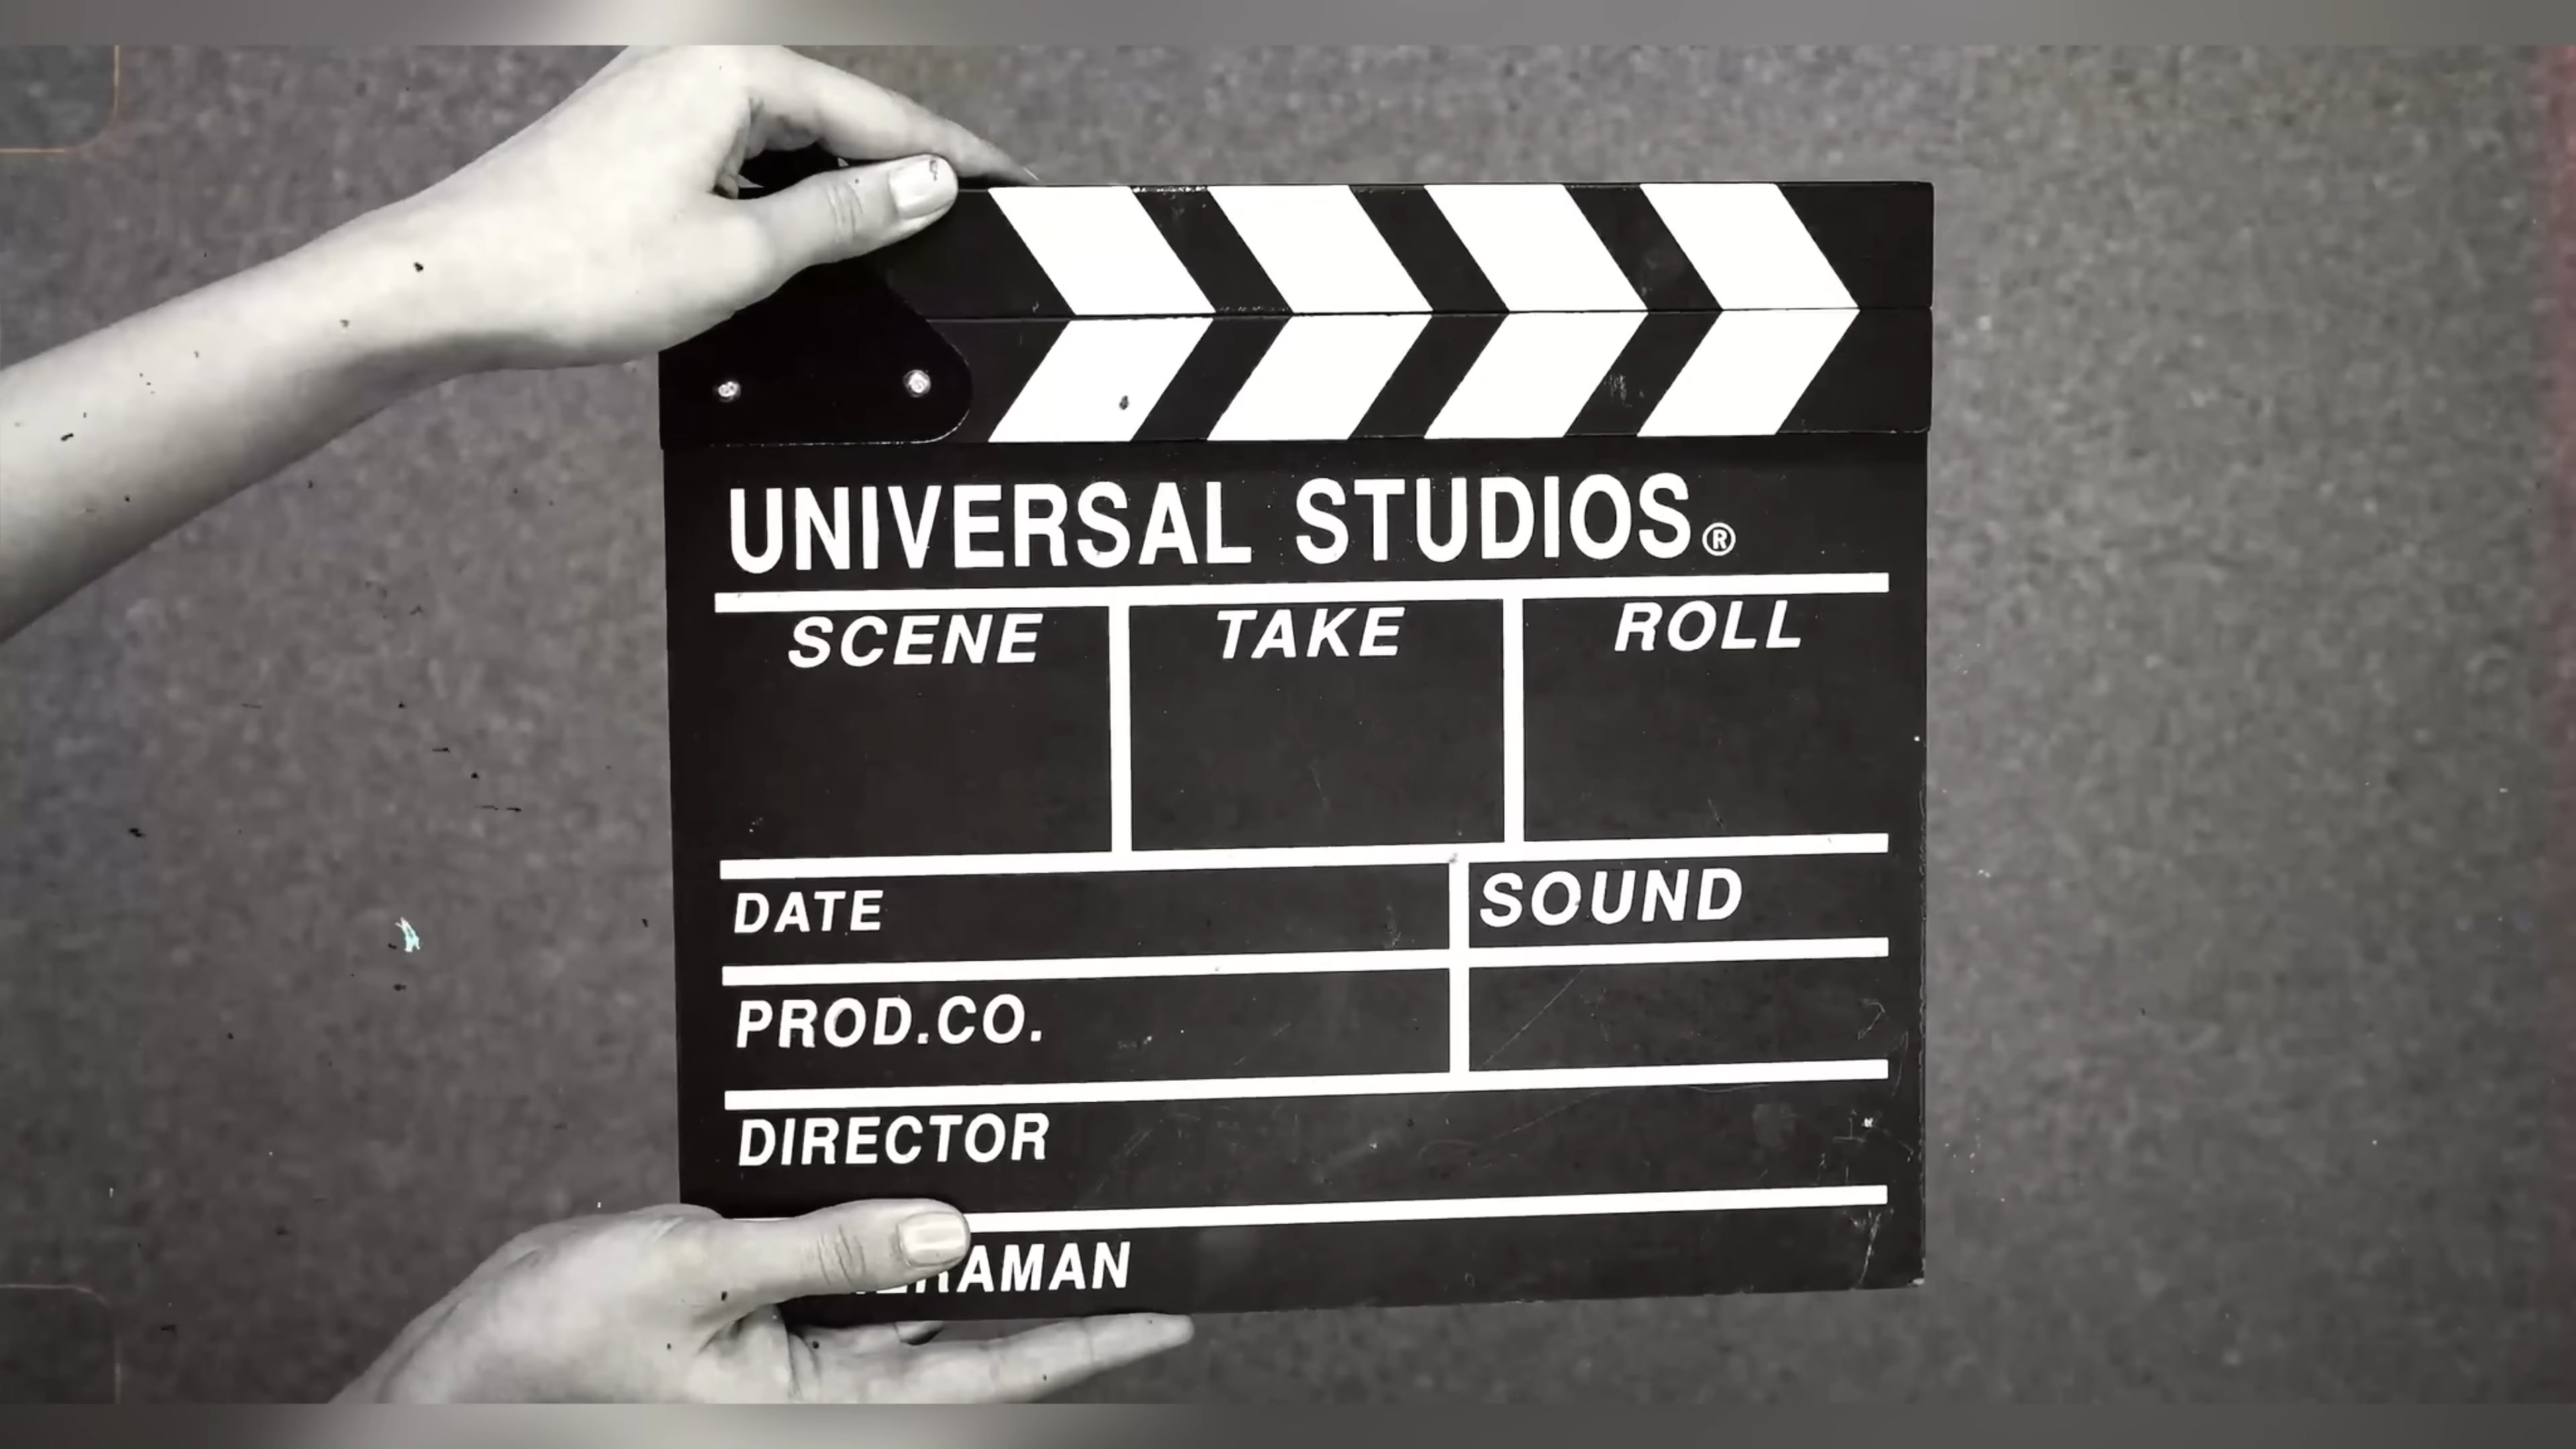 UNIVERSAL STUDIOS®
SCENE TAKE ROLL
DATE SOUND
PROD.CO.
DIRECTOR